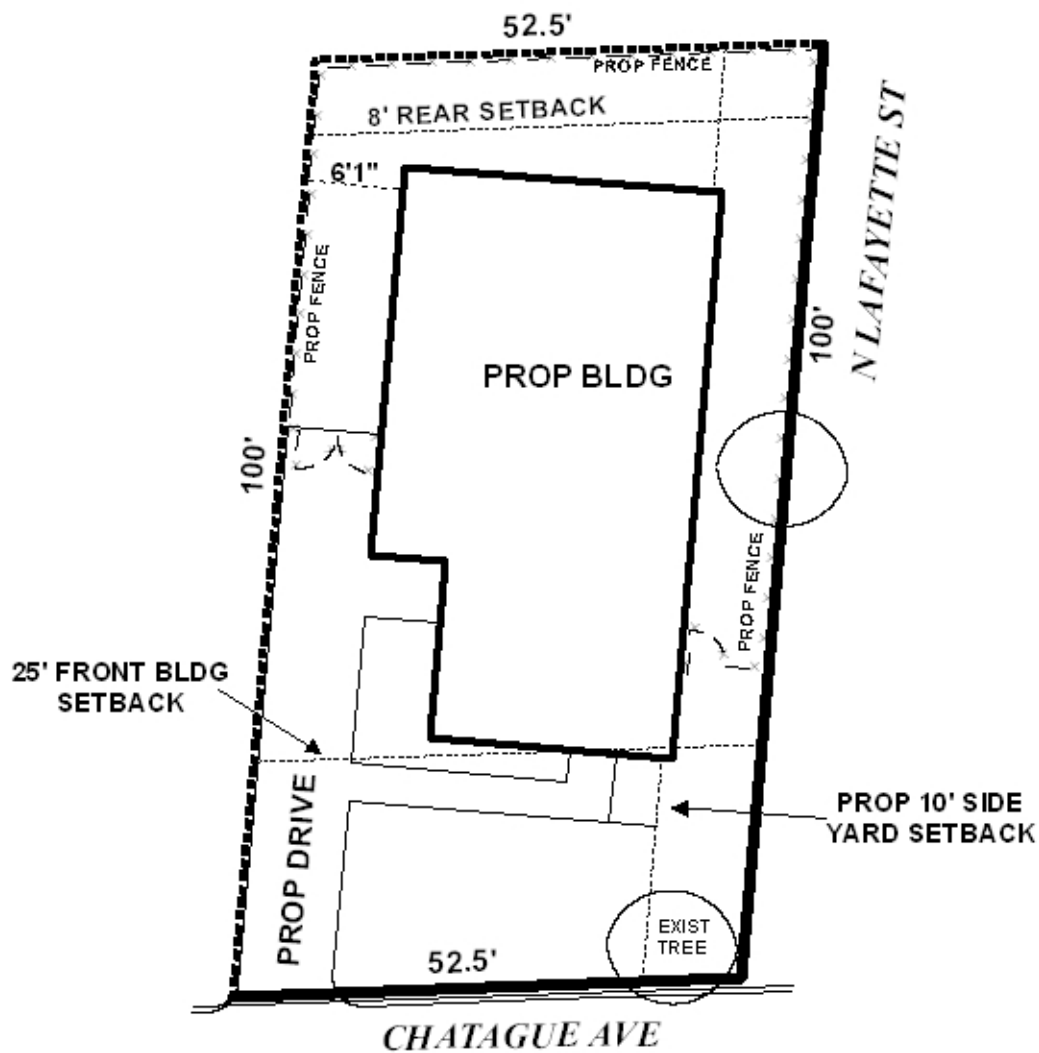 52.5'
PROP FENCE
8' REAR SETBACK
N LAFAYETTE ST
6'1"
PROP FENCE
100'
PROP BLDG
100'
PROP FENCE
25' FRONT BLDG
SETBACK
PROP DRIVE
PROP 10' SIDE
YARD SETBACK
EXIST
TREE
52.5'
CHATAGUE AVE